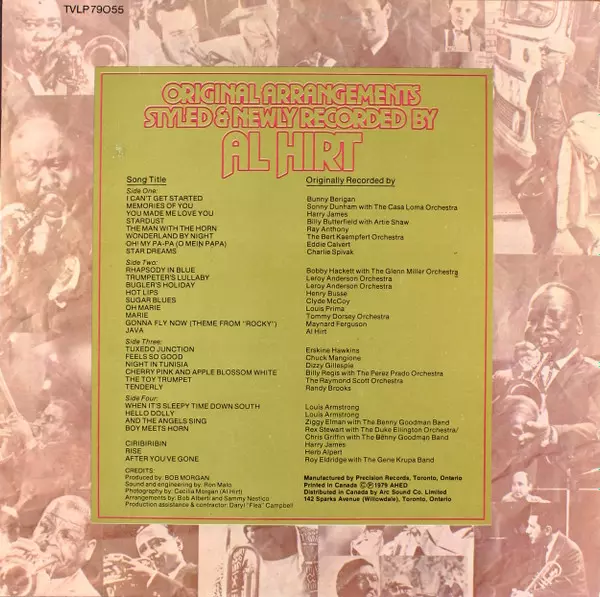 TVLP 79055
ORIGINAL ARRANGEMENTS
STYLED & NEWLY RECORDED BY
AL HIRT
Song Title Originally Recorded by
Side One:
I CAN'T GET STARTED Bunny Berigan
MEMORIES OF YOU Sonny Dunham with The Casa Loma Orchestra
YOU MADE ME LOVE YOU Harry James
STARDUST Billy Butterfield with Artie Shaw
THE MAN WITH THE HORN Ray Anthony
WONDERLAND BY NIGHT The Bert Kaempfert Orchestra
OH! MY PA-PA (O MEIN PAPA) Eddie Calvert
STAR DREAMS Charlie Spivak
Side Two:
RHAPSODY IN BLUE Bobby Hackett with The Glenn Miller Orchestra
TRUMPETER'S LULLABY Leroy Anderson Orchestra
BUGLER'S HOLIDAY Leroy Anderson Orchestra
HOT LIPS Henry Busse
SUGAR BLUES Clyde McCoy
OH MARIE Louis Prima
MARIE Tommy Dorsey Orchestra
GONNA FLY NOW (THEME FROM "ROCKY") Maynard Ferguson
JAVA Al Hirt
Side Three:
TUXEDO JUNCTION Erskine Hawkins
FEELS SO GOOD Chuck Mangione
NIGHT IN TUNISIA Dizzy Gillespie
CHERRY PINK AND APPLE BLOSSOM WHITE Billy Regis with The Perez Prado Orchestra
THE TOY TRUMPET The Raymond Scott Orchestra
TENDERLY Randy Brooks
Side Four:
WHEN IT'S SLEEPY TIME DOWN SOUTH Louis Armstrong
HELLO DOLLY Louis Armstrong
AND THE ANGELS SING Ziggy Elman with The Benny Goodman Band
BOY MEETS HORN Rex Stewart with The Duke Ellington Orchestra/
Chris Griffin with The Benny Goodman Band
CIRIBIRIBIN Harry James
RISE Herb Alpert
AFTER YOU'VE GONE Roy Eldridge with The Gene Krupa Band
CREDITS:
Produced by: BOB MORGAN
Sound and engineering by: Ron Malo
Photography by: Cecilia Morgan (Al Hirt)
Arrangements by: Bob Alberti and Sammy Nestico
Production assistance & contractor: Daryl "Flea" Campbell
Manufactured by Precision Records, Toronto, Ontario
Printed in Canada ©℗ 1979 AHED
Distributed in Canada by Arc Sound Co. Limited
142 Sparks Avenue (Willowdale), Toronto, Ontario